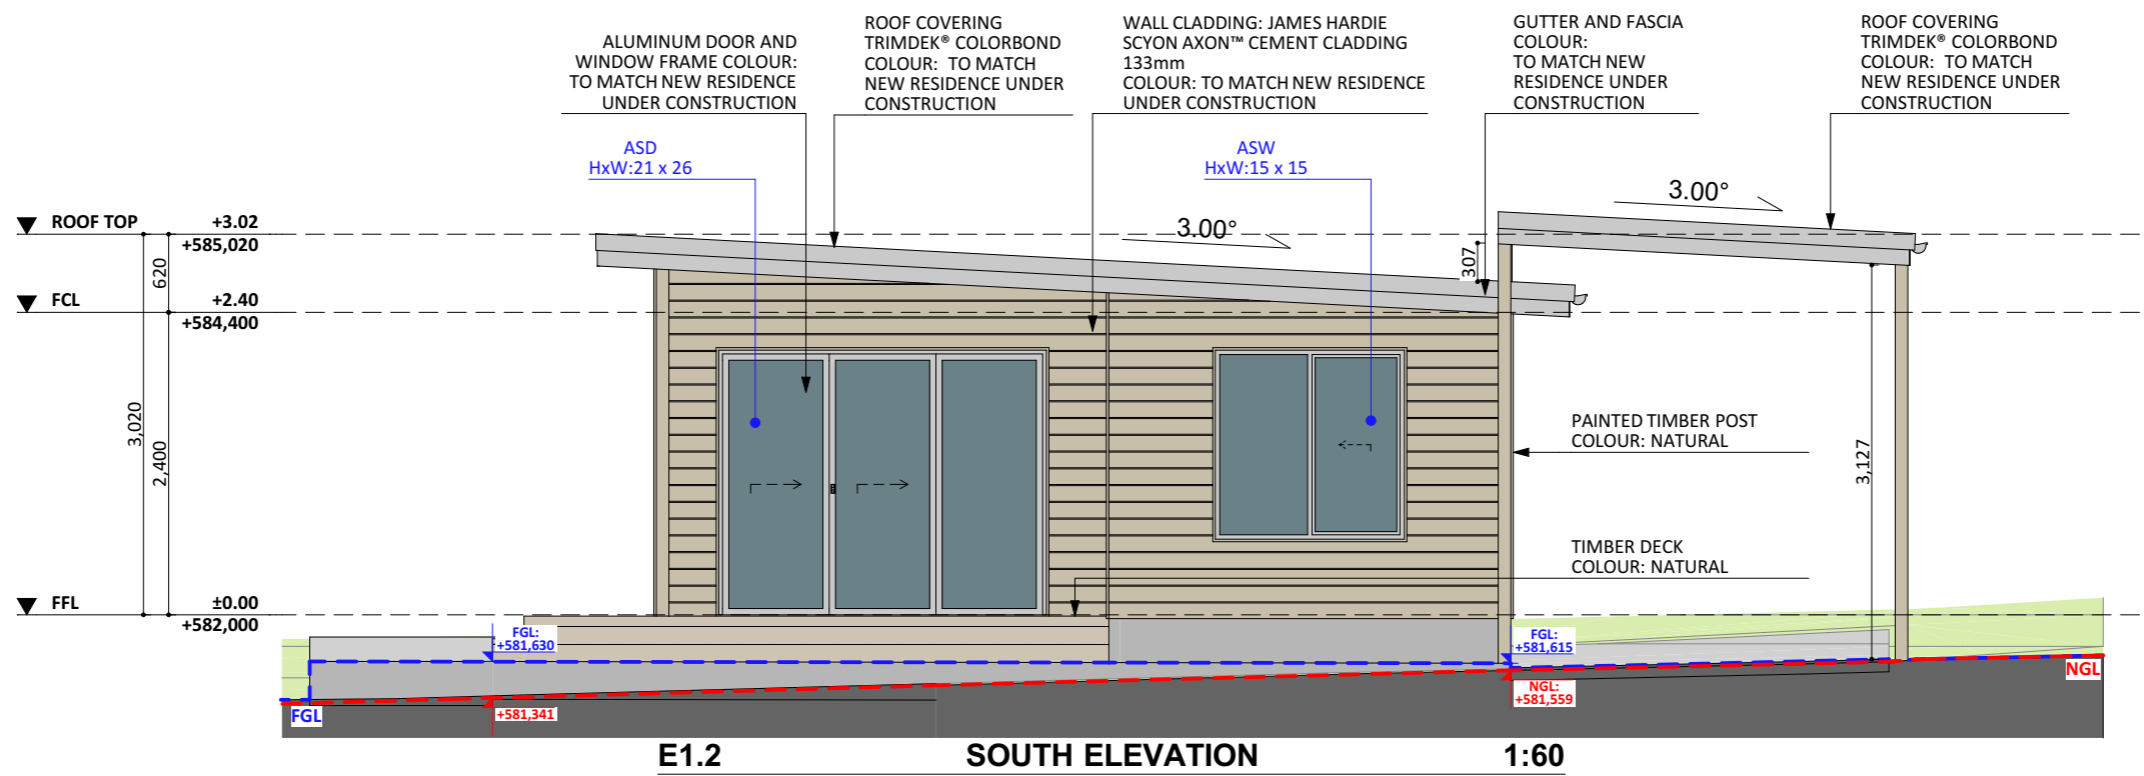 ALUMINUM DOOR AND
WINDOW FRAME COLOUR:
TO MATCH NEW RESIDENCE
UNDER CONSTRUCTION
ROOF COVERING
TRIMDEK® COLORBOND
COLOUR: TO MATCH
NEW RESIDENCE UNDER
CONSTRUCTION
WALL CLADDING: JAMES HARDIE
SCYON AXON™ CEMENT CLADDING
133mm
COLOUR: TO MATCH NEW RESIDENCE
UNDER CONSTRUCTION
GUTTER AND FASCIA
COLOUR:
TO MATCH NEW
RESIDENCE UNDER
CONSTRUCTION
ROOF COVERING
TRIMDEK® COLORBOND
COLOUR: TO MATCH
NEW RESIDENCE UNDER
CONSTRUCTION
ASD
HxW:21 x 26
ASW
HxW:15 x 15
3.00°
3.00°
ROOF TOP +3.02
+585,020
620
307
FCL +2.40
+584,400
3,020
2,400
3,127
PAINTED TIMBER POST
COLOUR: NATURAL
TIMBER DECK
COLOUR: NATURAL
FFL ±0.00
+582,000
FGL:
+581,630
FGL:
+581,615
NGL:
+581,559
NGL
FGL
+581,341
E1.2 SOUTH ELEVATION 1:60